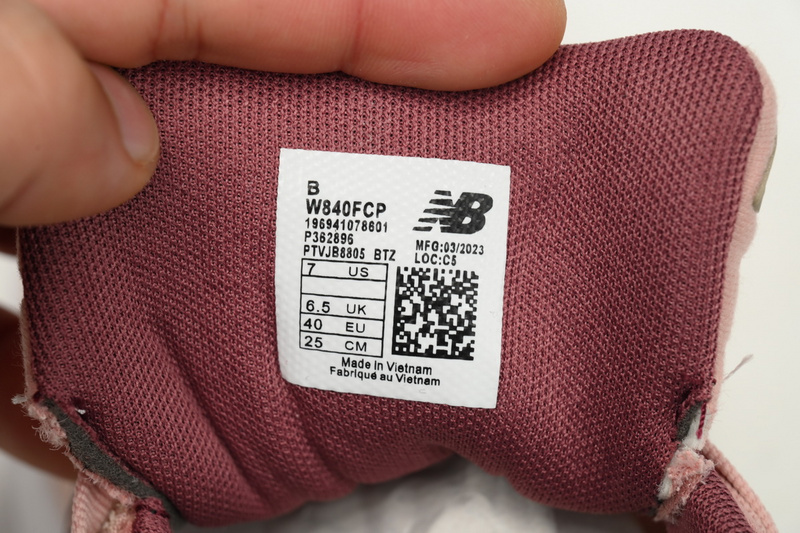 B
W840FCP
196941078601
P362896
PTVJB8805 BTZ
NB
MFG:03/2023
LOC:C5
7 US
6.5 UK
40 EU
25 CM
Made in Vietnam
Fabriqué au Vietnam